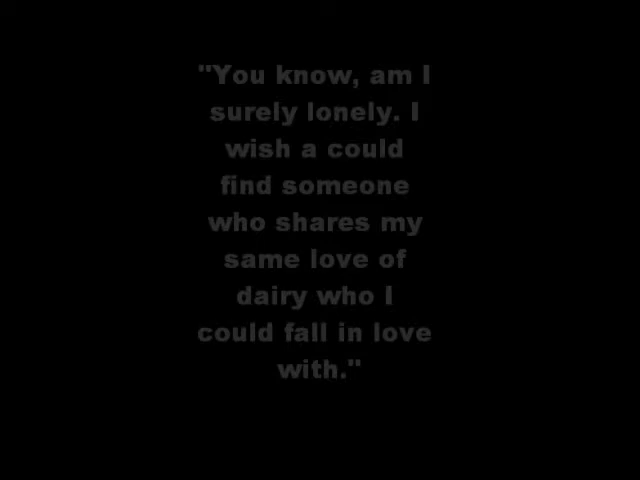 "You know, am I
surely lonely. I
wish a could
find someone
who shares my
same love of
dairy who I
could fall in love
with."